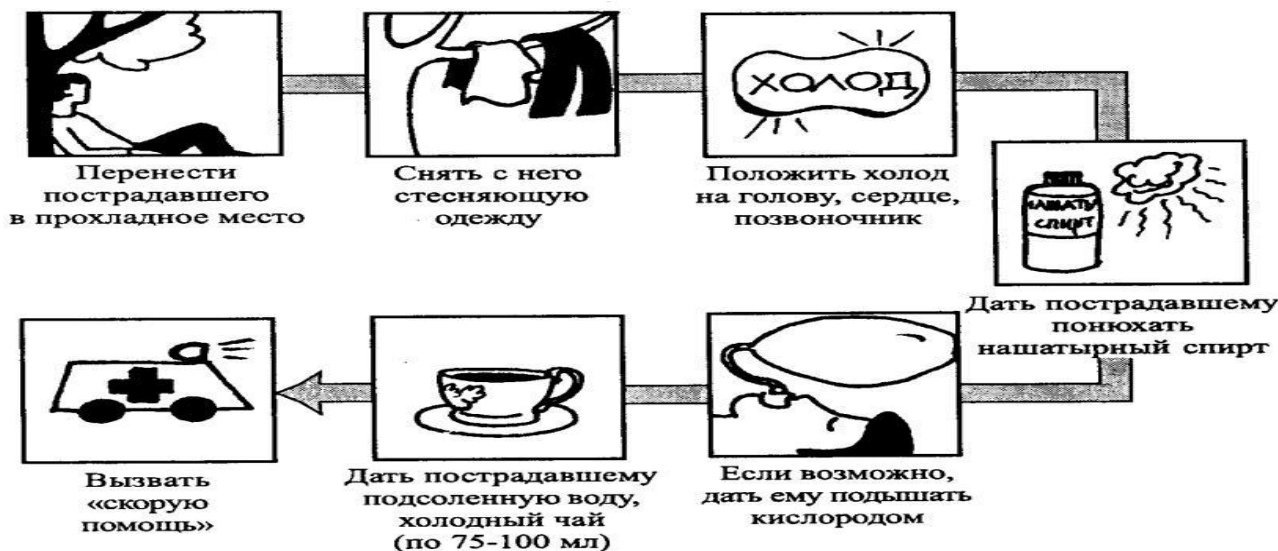 Перенести
пострадавшего
в прохладное место
Снять с него
стесняющую
одежду
ХОЛОД
Положить холод
на голову, сердце,
позвоночник
СПИРТ
Дать пострадавшему
понюхать
нашатырный спирт
Если возможно,
дать ему подышать
кислородом
Дать пострадавшему
подсоленную воду,
холодный чай
(по 75-100 мл)
Вызвать
«скорую
помощь»